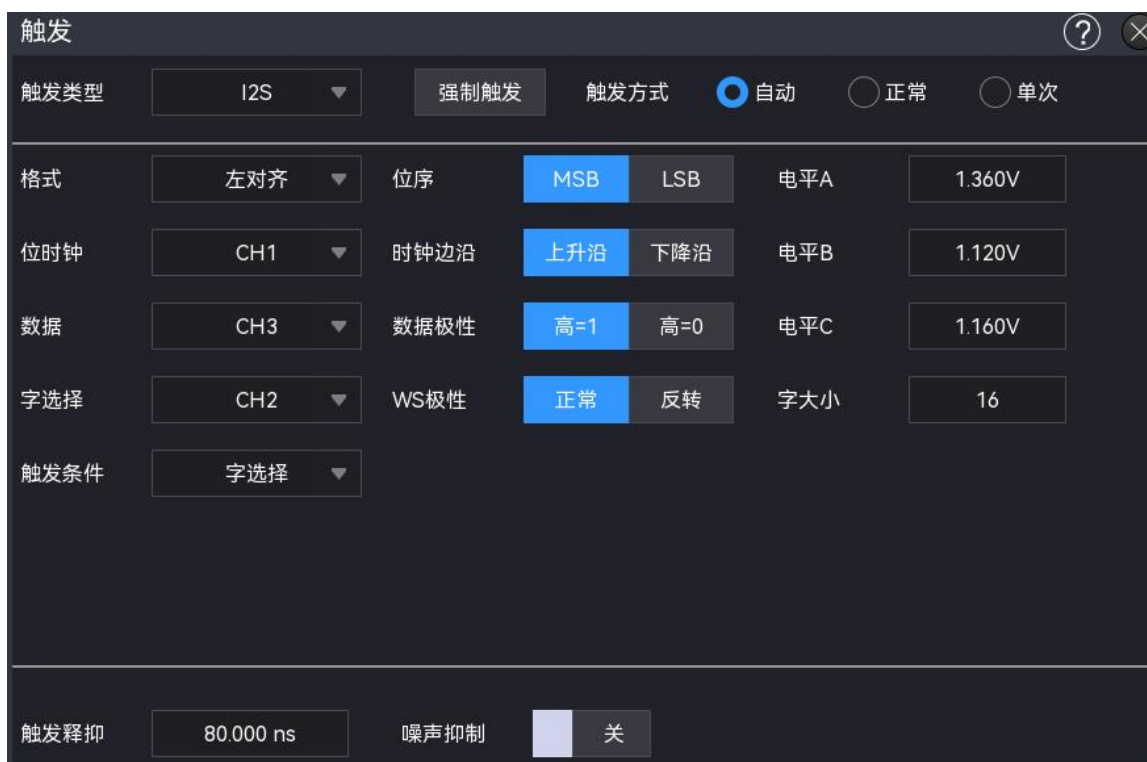 触发 ?
触发类型 I2S 强制触发 触发方式 自动 正常 单次
格式 左对齐 位序 MSB LSB 电平A 1.360V
位时钟 CH1 时钟边沿 上升沿 下降沿 电平B 1.120V
数据 CH3 数据极性 高=1 高=0 电平C 1.160V
字选择 CH2 WS极性 正常 反转 字大小 16
触发条件 字选择
触发释抑 80.000 ns 噪声抑制 关